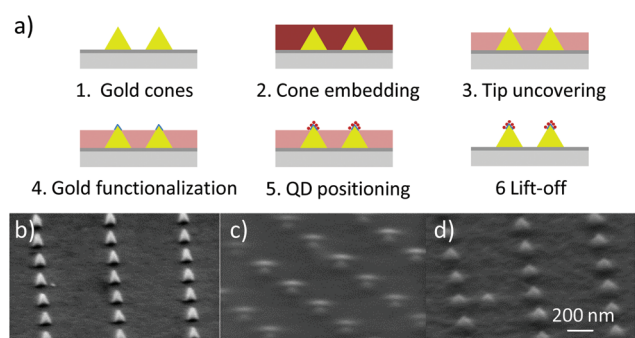 a)
1. Gold cones
2. Cone embedding
3. Tip uncovering
4. Gold functionalization
5. QD positioning
6 Lift-off
b)
c)
d)
200 nm